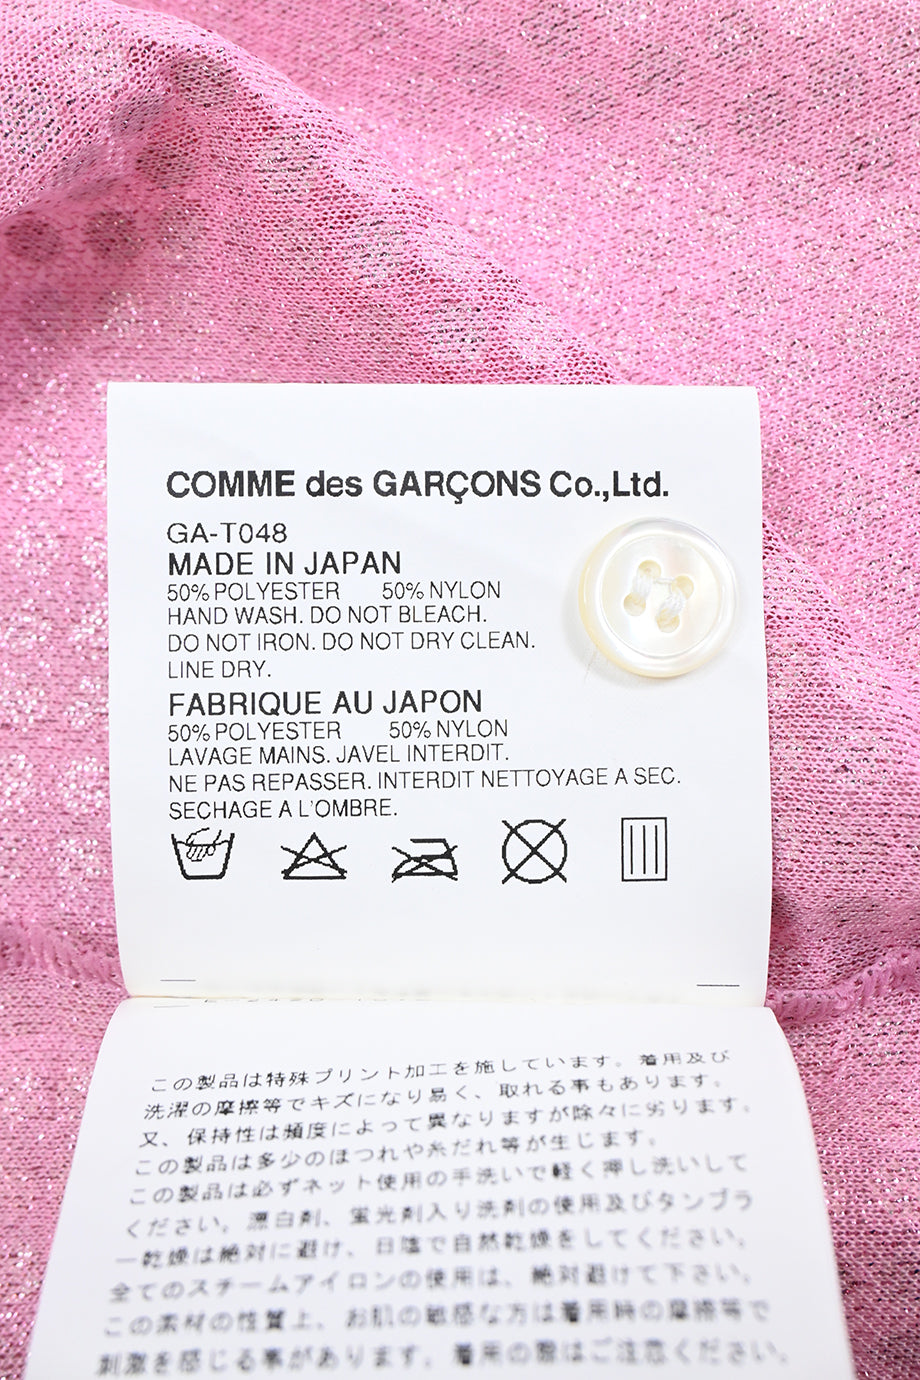 COMME des GARÇONS Co.,Ltd.
GA-T048
MADE IN JAPAN
50% POLYESTER 50% NYLON
HAND WASH. DO NOT BLEACH.
DO NOT IRON. DO NOT DRY CLEAN.
LINE DRY.
FABRIQUE AU JAPON
50% POLYESTER 50% NYLON
LAVAGE MAINS. JAVEL INTERDIT.
NE PAS REPASSER. INTERDIT NETTOYAGE A SEC.
SECHAGE A L'OMBRE.
この製品は特殊プリント加工を施しています。着用及び
洗濯の摩擦等でキズになり易く、取れる事もあります。
又、保持性は頻度によって異なりますが除々に劣ります。
この製品は多少のほつれや糸だれ等が生じます。
この製品は必ずネット使用の手洗いで軽く押し洗いして
ください。漂白剤、蛍光剤入り洗剤の使用及びタンブラ
ー乾燥は絶対に避け、日陰で自然乾燥をしてください。
全てのスチームアイロンの使用は、絶対避けて下さい。
この素材の性質上、お肌の敏感な方は着用時の摩擦等で
刺激を感じる事があります。着用の際はご注意ください。